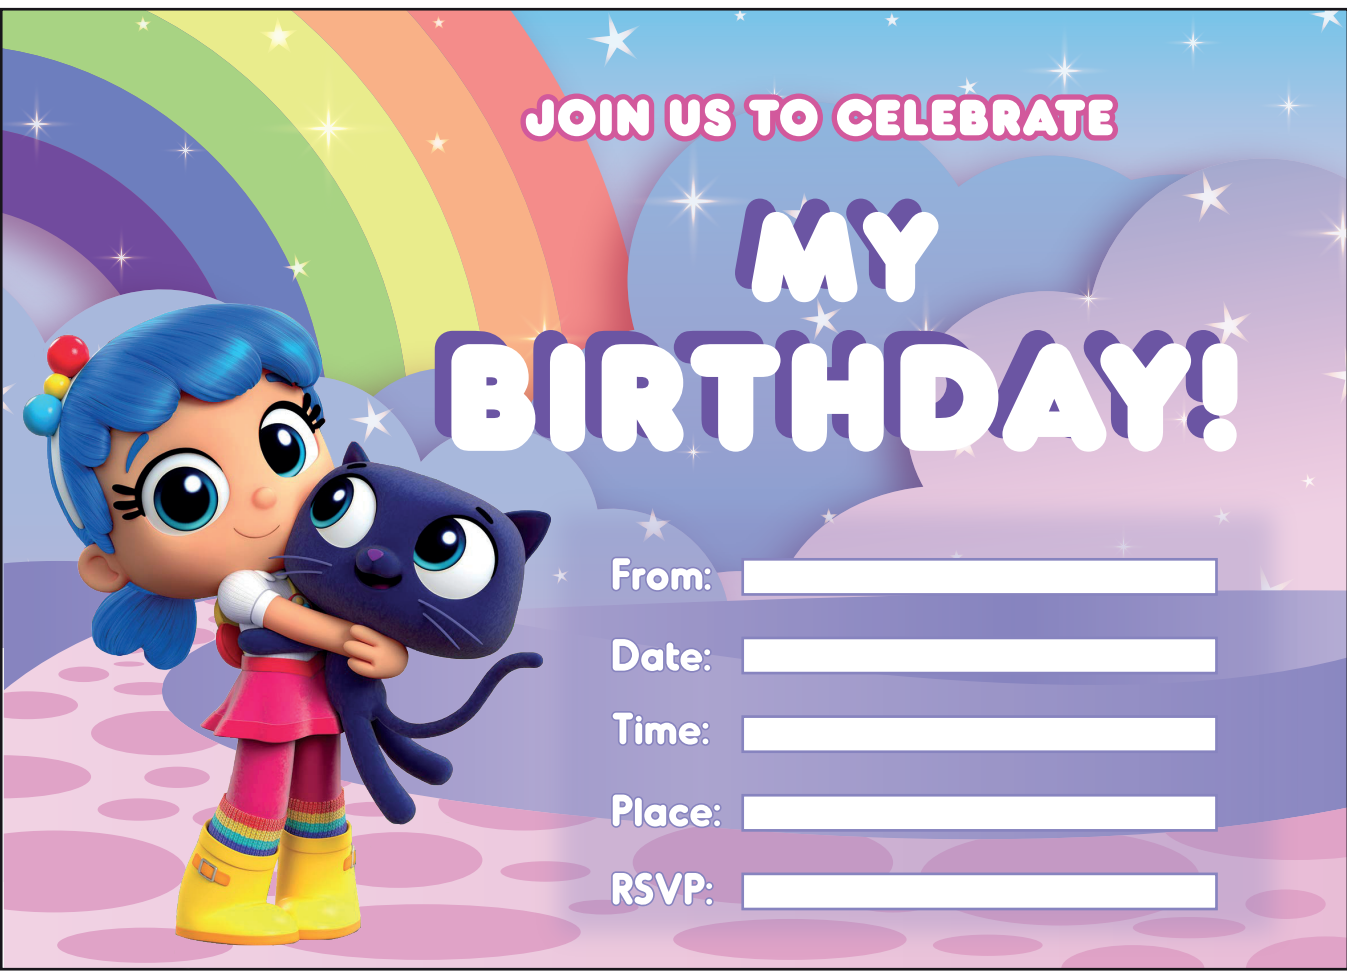 JOIN US TO CELEBRATE
MY
BIRTHDAY!
From:
Date:
Time:
Place:
RSVP: